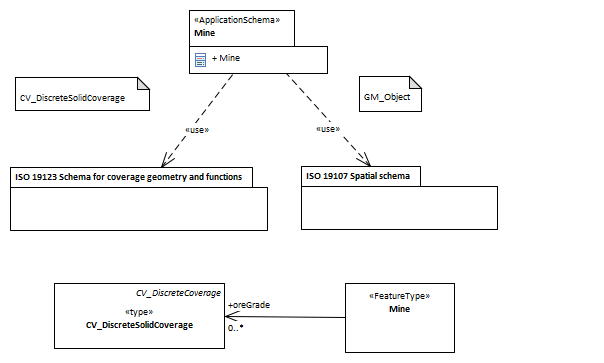 «ApplicationSchema»
Mine
+ Mine
CV_DiscreteSolidCoverage
GM_Object
«use»
«use»
ISO 19123 Schema for coverage geometry and functions
ISO 19107 Spatial schema
CV_DiscreteCoverage
«type»
CV_DiscreteSolidCoverage
+oreGrade
0..*
«FeatureType»
Mine